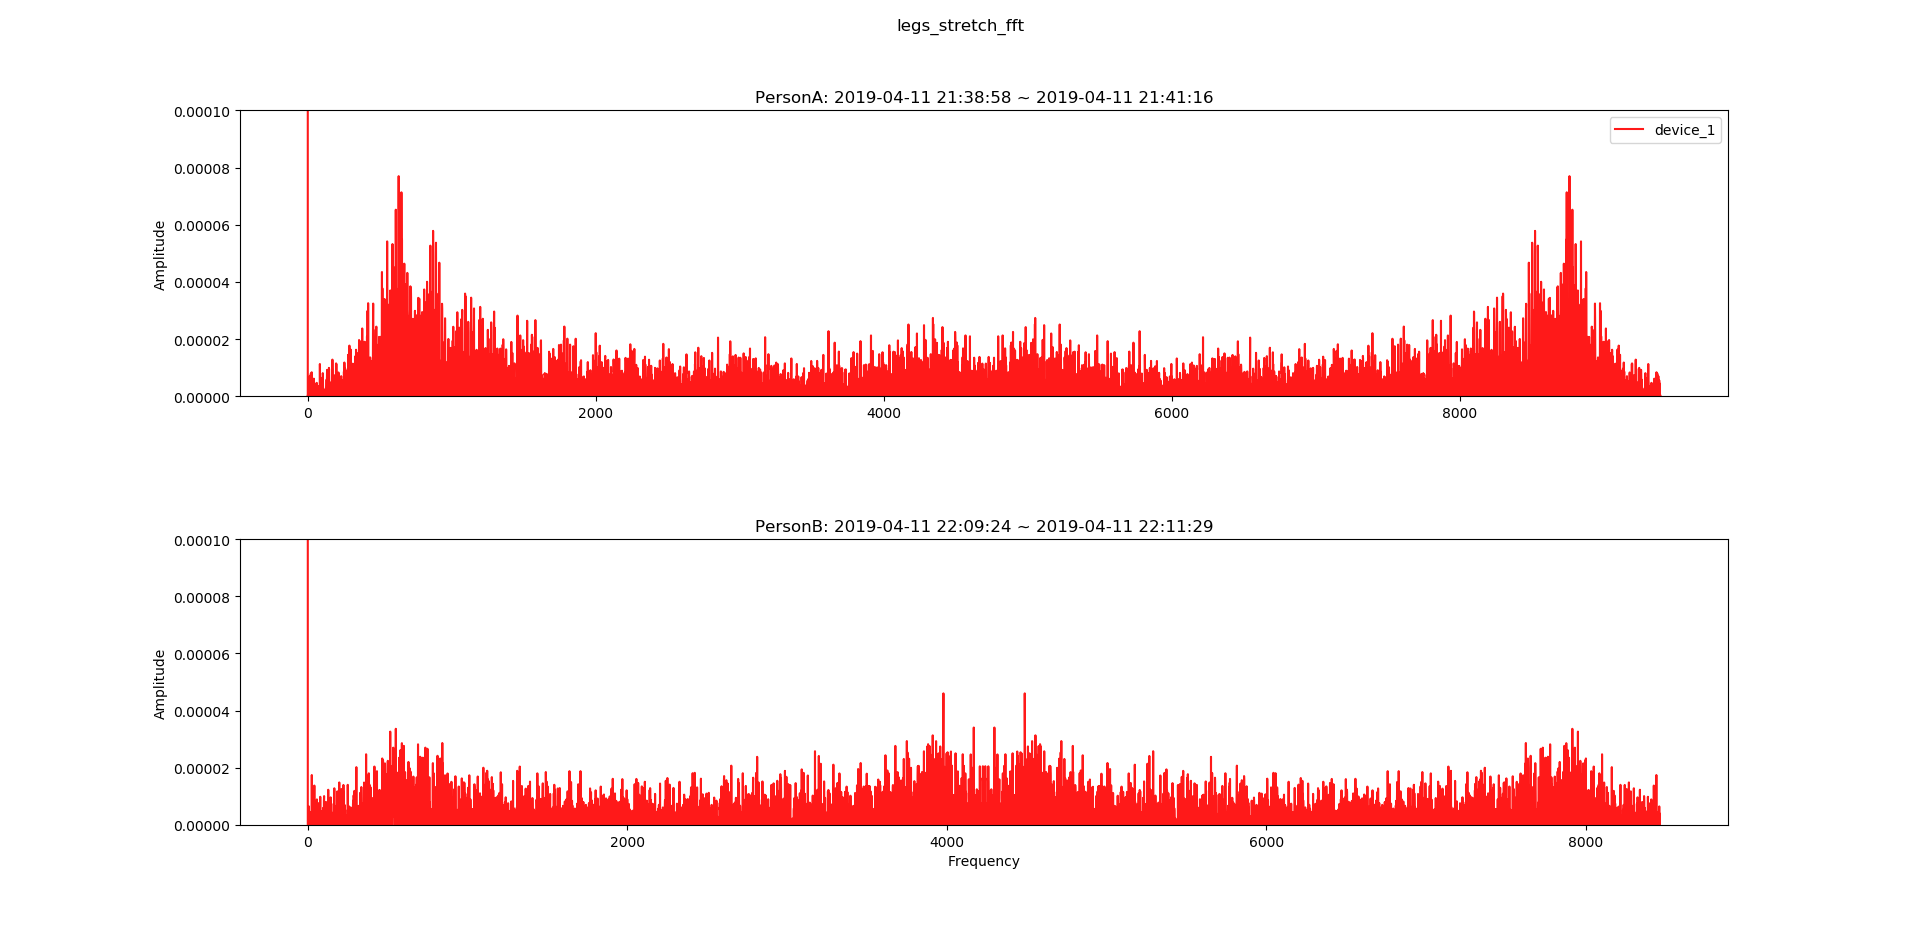 legs_stretch_fft
PersonA: 2019-04-11 21:38:58 ~ 2019-04-11 21:41:16
device_1
Amplitude
0.00010
0.00008
0.00006
0.00004
0.00002
0.00000
0 2000 4000 6000 8000
PersonB: 2019-04-11 22:09:24 ~ 2019-04-11 22:11:29
Amplitude
0.00010
0.00008
0.00006
0.00004
0.00002
0.00000
0 2000 4000 6000 8000
Frequency